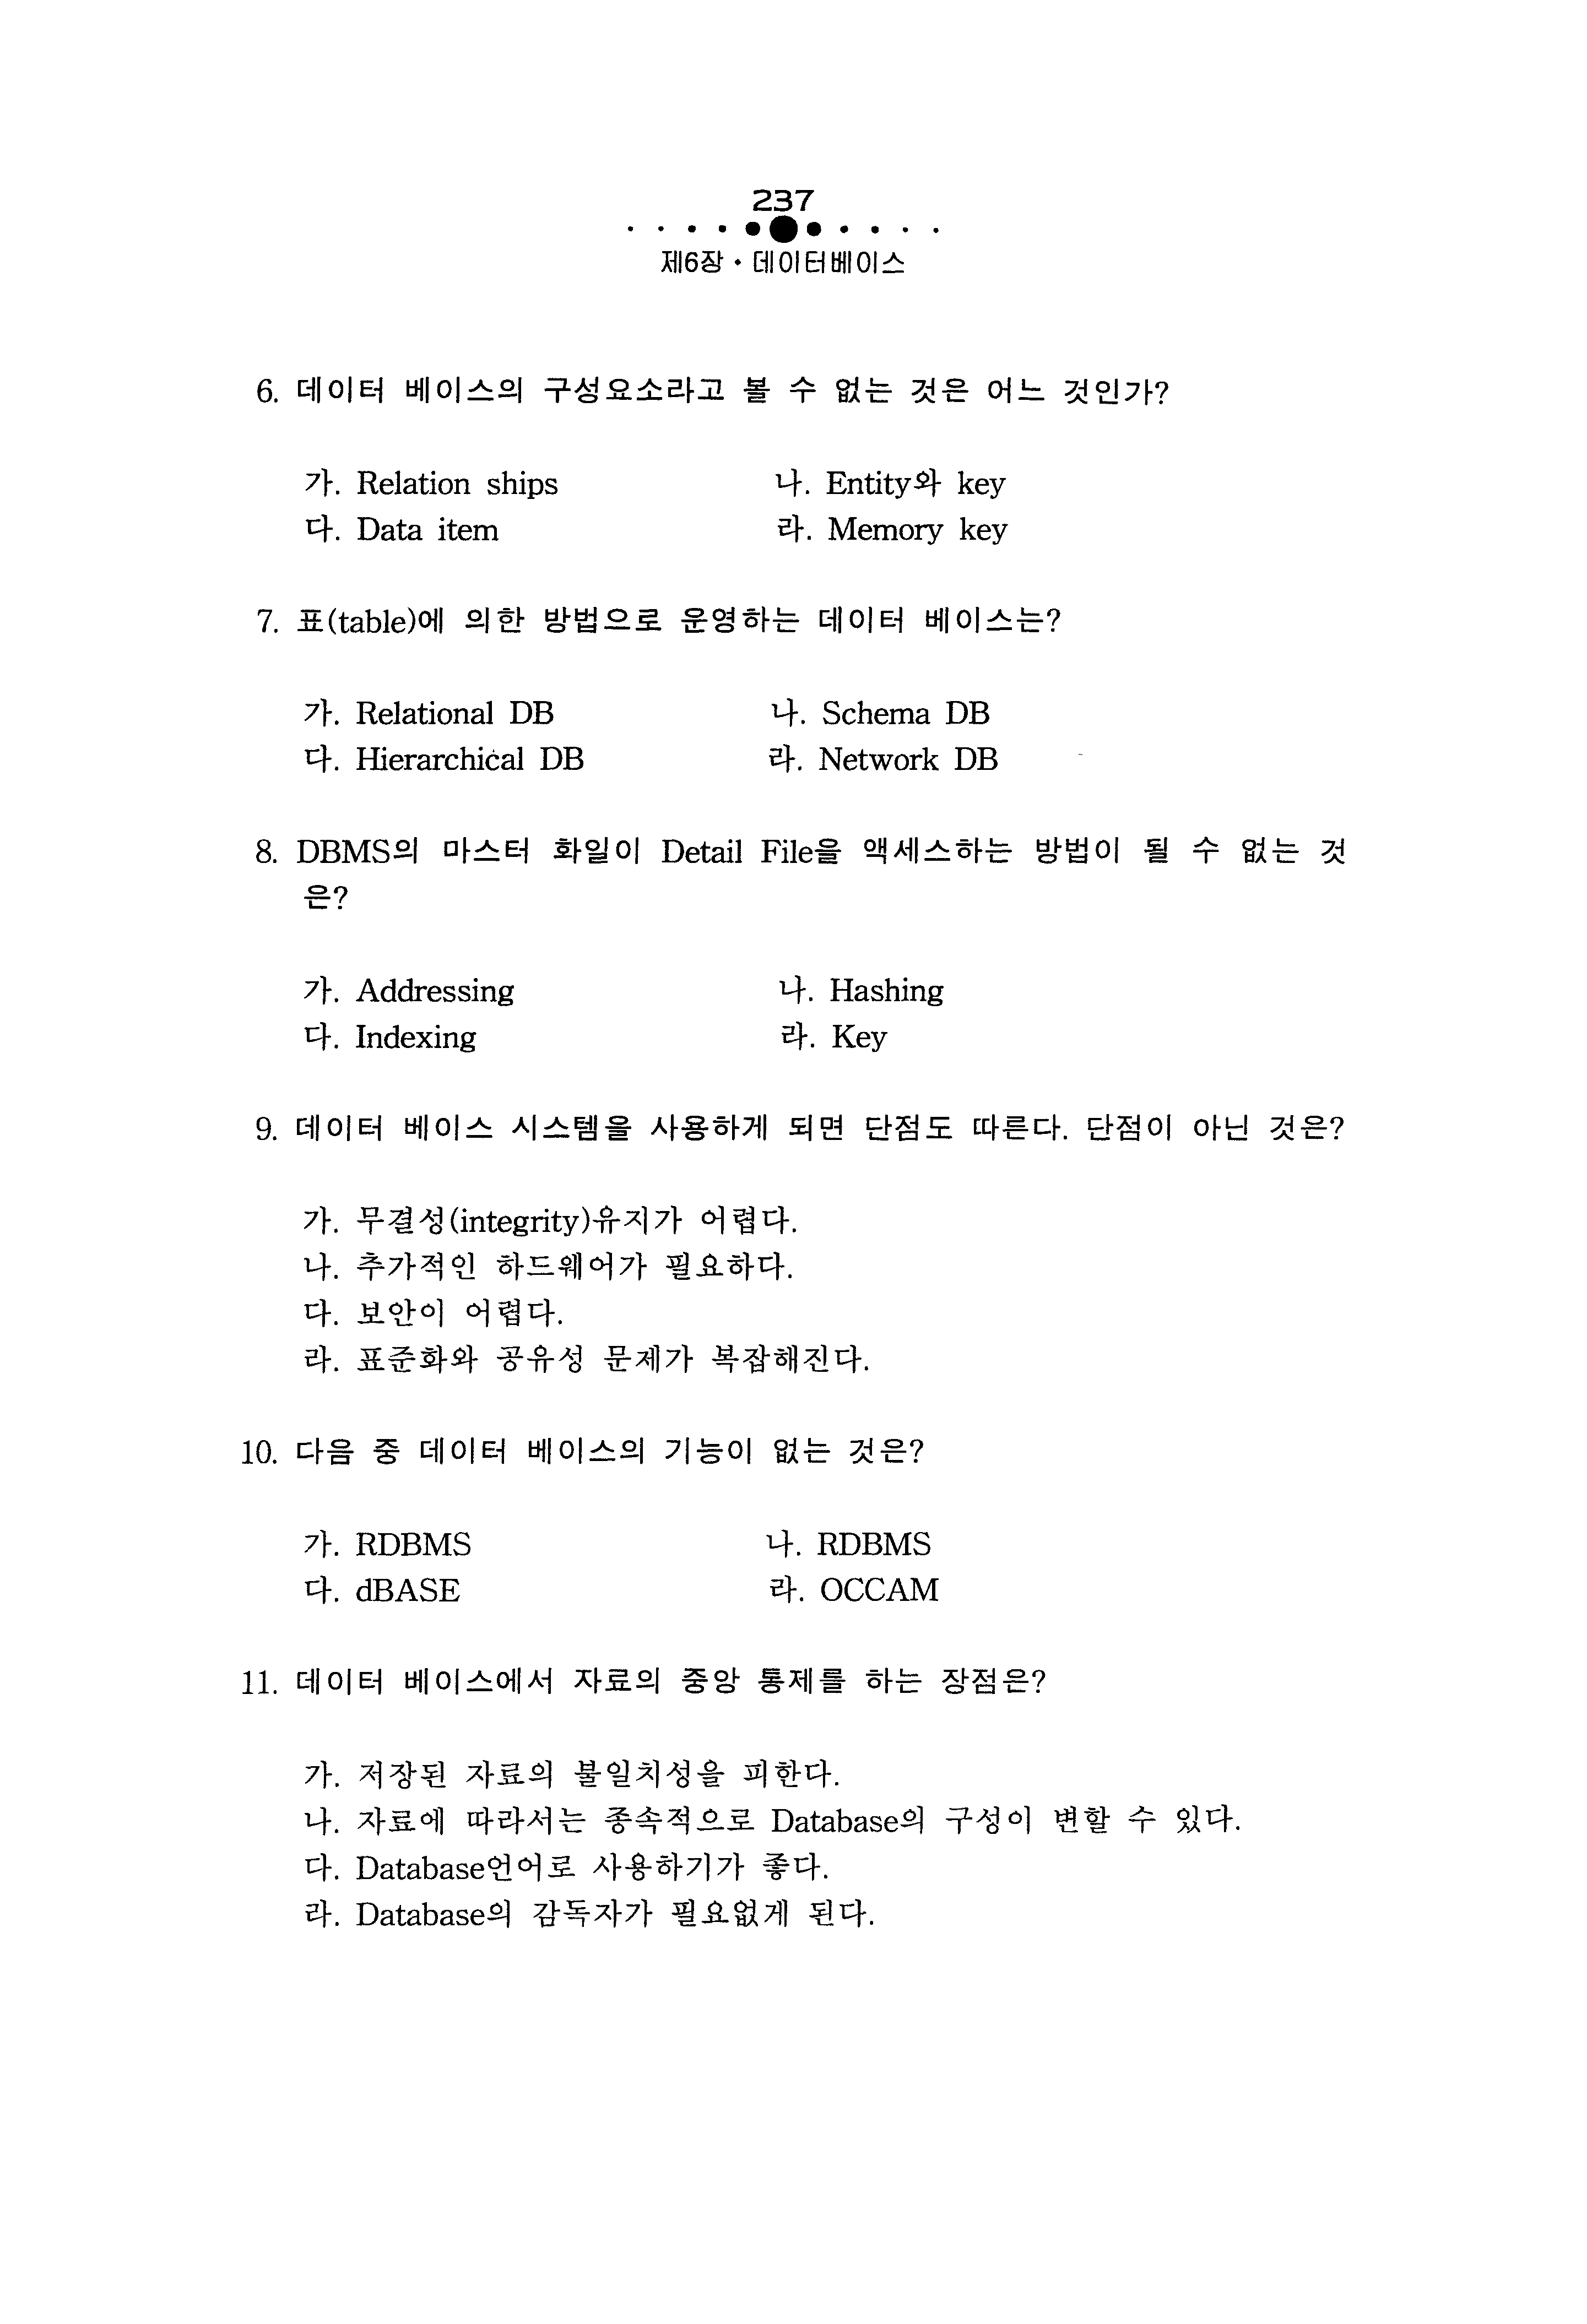 237
제6장 • 데이터베이스
6. 데이터 베이스의 구성요소라고 볼 수 없는 것은 어느 것인가?
가. Relation ships 나. Entity와 key
다. Data item 라. Memory key
7. 표(table)에 의한 방법으로 운영하는 데이터 베이스는?
가. Relational DB 나. Schema DB
다. Hierarchical DB 라. Network DB
8. DBMS의 마스터 화일이 Detail File을 액세스하는 방법이 될 수 없는 것
은?
가. Addressing 나. Hashing
다. Indexing 라. Key
9. 데이터 베이스 시스템을 사용하게 되면 단점도 따른다. 단점이 아닌 것은?
가. 무결성(integrity)유지가 어렵다.
나. 추가적인 하드웨어가 필요하다.
다. 보안이 어렵다.
라. 표준화와 공유성 문제가 복잡해진다.
10. 다음 중 데이터 베이스의 기능이 없는 것은?
가. RDBMS 나. RDBMS
다. dBASE 라. OCCAM
11. 데이터 베이스에서 자료의 중앙 통제를 하는 장점은?
가. 저장된 자료의 불일치성을 피한다.
나. 자료에 따라서는 종속적으로 Database의 구성이 변할 수 있다.
다. Database언어로 사용하기가 좋다.
라. Database의 감독자가 필요없게 된다.